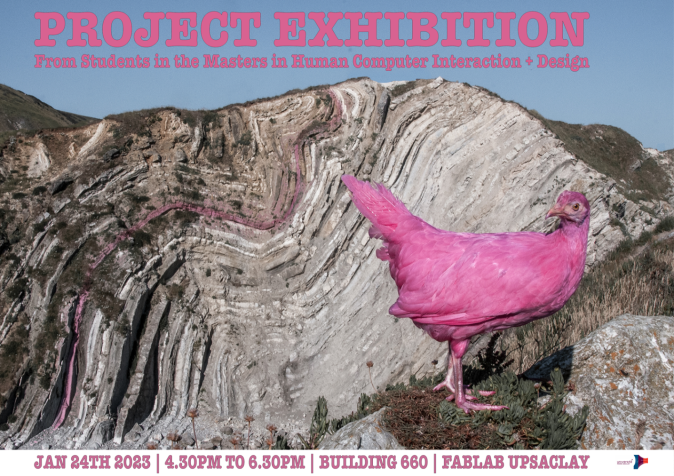 PROJECT EXHIBITION
From Students in the Masters in Human Computer Interaction + Design
JAN 24TH 2023 | 4.30PM TO 6.30PM | BUILDING 660 | FABLAB UPSACLAY